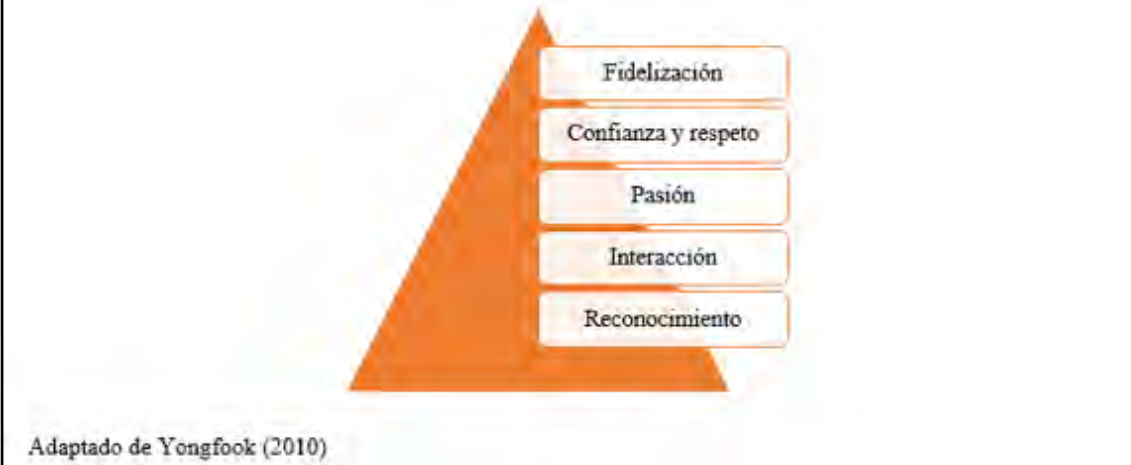 Fidelización
Confianza y respeto
Pasión
Interacción
Reconocimiento
Adaptado de Yongfook (2010)